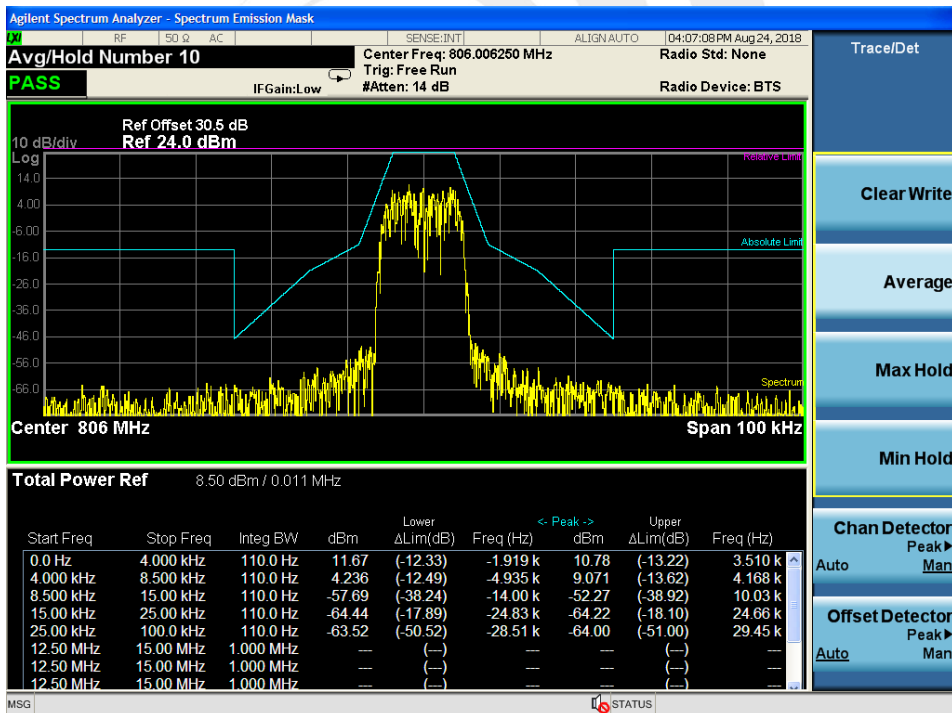 Agilent Spectrum Analyzer - Spectrum Emission Mask
LXI RF 50 Ω AC SENSE:INT ALIGN AUTO 04:07:08 PM Aug 24, 2018
Avg/Hold Number 10
Center Freq: 806.006250 MHz
Radio Std: None
Trig: Free Run
PASS
IFGain:Low
#Atten: 14 dB
Radio Device: BTS
Ref Offset 30.5 dB
10 dB/div Ref 24.0 dBm
Log
Relative Limit
14.0
4.00
-6.00
Absolute Limit
-16.0
-26.0
-36.0
-46.0
-56.0
Spectrum
-66.0
Center 806 MHz Span 100 kHz
Total Power Ref 8.50 dBm / 0.011 MHz
Lower <- Peak -> Upper
Start Freq Stop Freq Integ BW dBm ΔLim(dB) Freq (Hz) dBm ΔLim(dB) Freq (Hz)
0.0 Hz 4.000 kHz 110.0 Hz 11.67 (-12.33) -1.919 k 10.78 (-13.22) 3.510 k
4.000 kHz 8.500 kHz 110.0 Hz 4.236 (-12.49) -4.935 k 9.071 (-13.62) 4.168 k
8.500 kHz 15.00 kHz 110.0 Hz -57.69 (-38.24) -14.00 k -52.27 (-38.92) 10.03 k
15.00 kHz 25.00 kHz 110.0 Hz -64.44 (-17.89) -24.83 k -64.22 (-18.10) 24.66 k
25.00 kHz 100.0 kHz 110.0 Hz -63.52 (-50.52) -28.51 k -64.00 (-51.00) 29.45 k
12.50 MHz 15.00 MHz 1.000 MHz --- (---) --- --- (---) ---
12.50 MHz 15.00 MHz 1.000 MHz --- (---) --- --- (---) ---
12.50 MHz 15.00 MHz 1.000 MHz --- (---) --- --- (---) ---
MSG STATUS
Trace/Det
Clear Write
Average
Max Hold
Min Hold
Chan Detector
Peak
Auto Man
Offset Detector
Peak
Auto Man